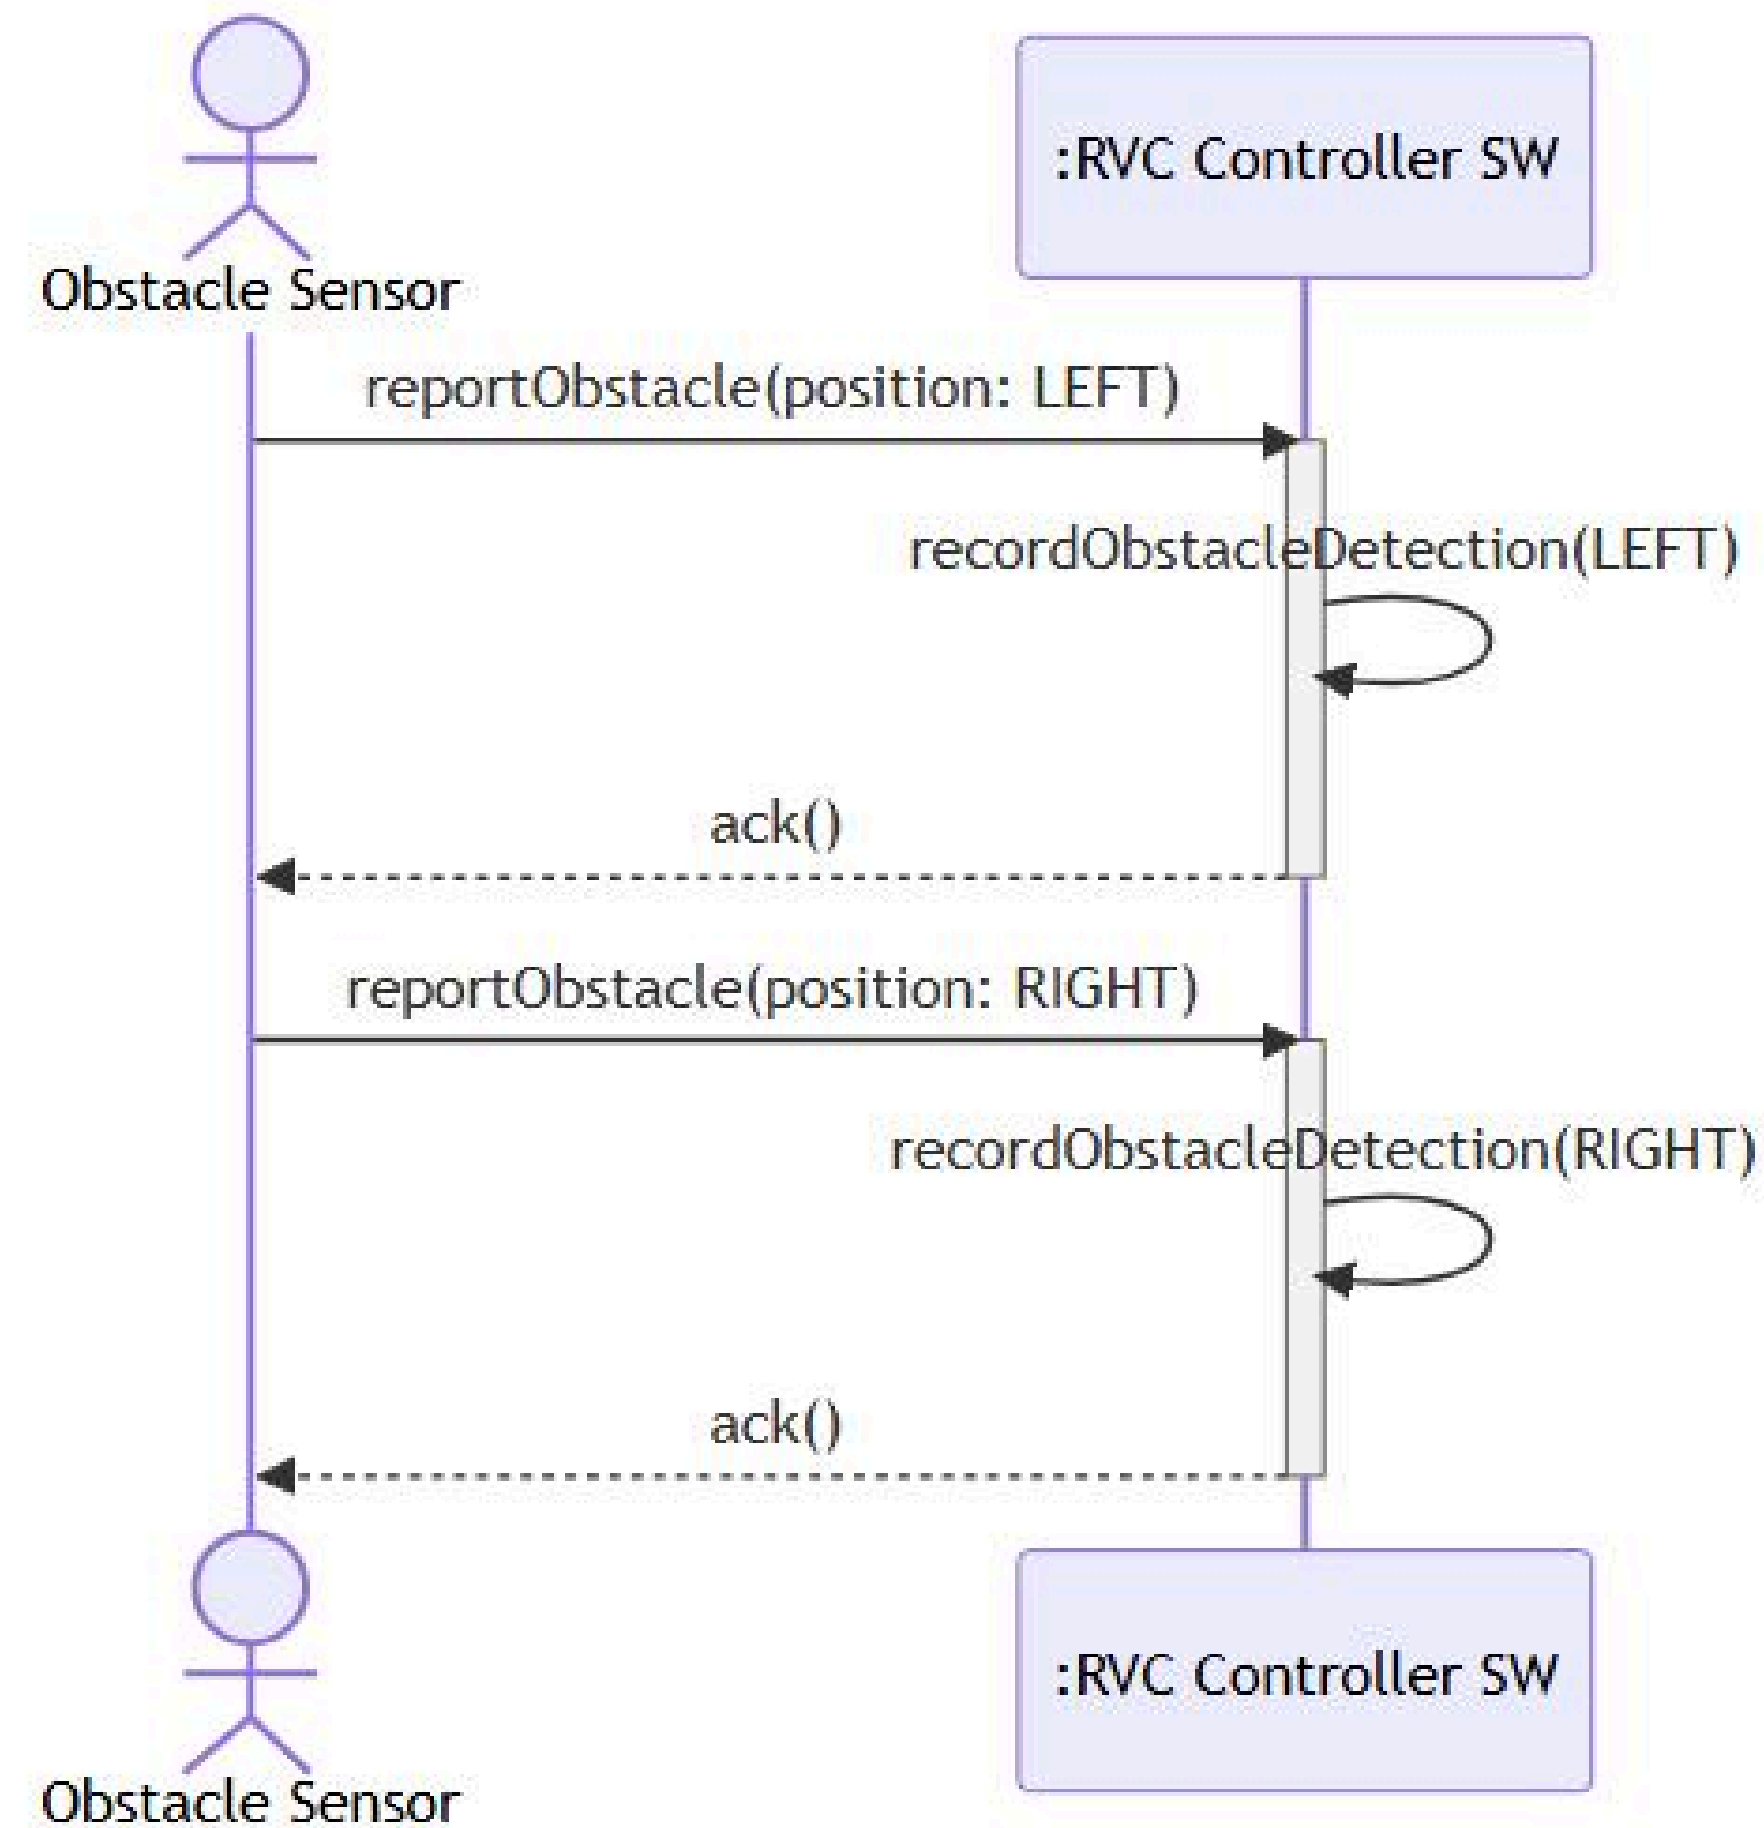 :RVC Controller SW
Obstacle Sensor
reportObstacle(position: LEFT)
recordObstacleDetection(LEFT)
ack()
reportObstacle(position: RIGHT)
recordObstacleDetection(RIGHT)
ack()
:RVC Controller SW
Obstacle Sensor